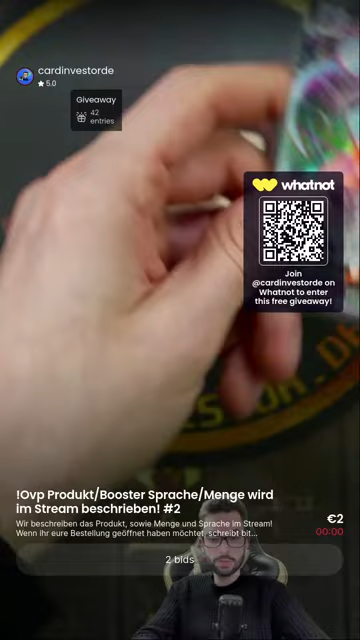 cardinvestorde
★ 5.0
Giveaway
42
entries
whatnot
Join
@cardinvestorde on
Whatnot to enter
this free giveaway!
!Ovp Produkt/Booster Sprache/Menge wird
im Stream beschrieben! #2
€2
Wir beschreiben das Produkt, sowie Menge und Sprache im Stream!
Wenn ihr eure Bestellung geöffnet haben möchtet, schreibt bit...
00:00
2 bids